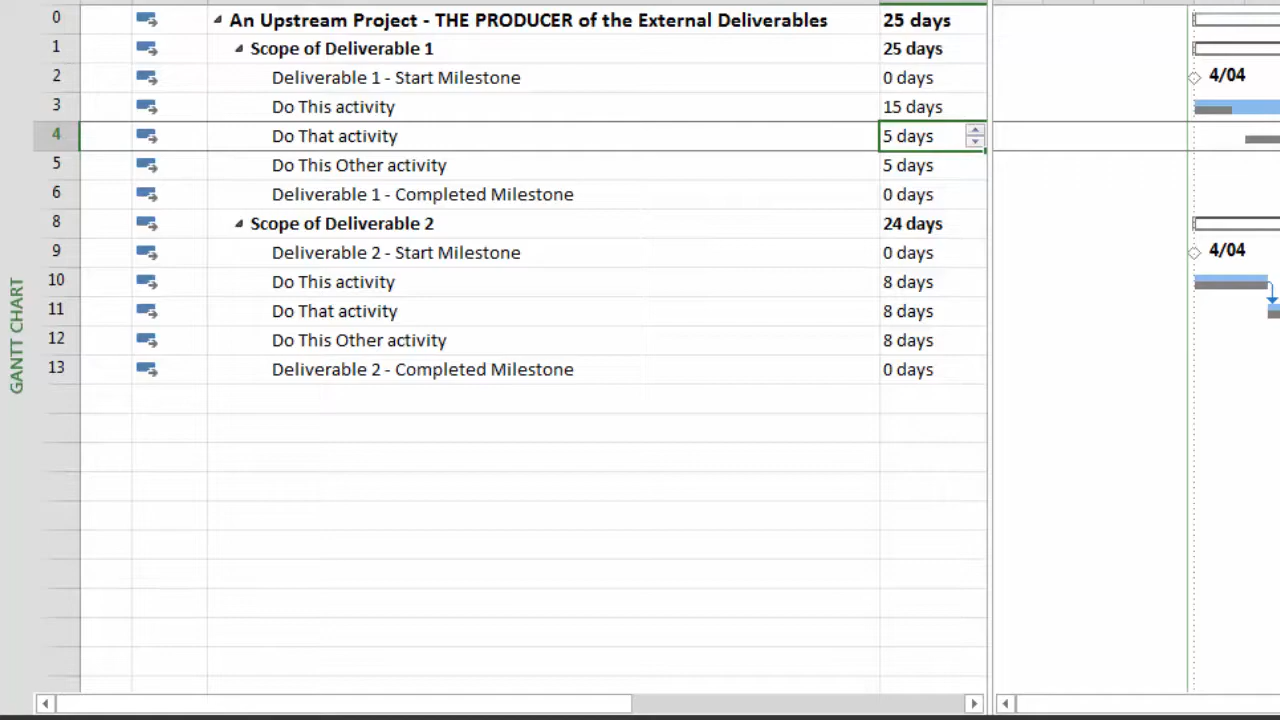 0 An Upstream Project - THE PRODUCER of the External Deliverables 25 days
1 Scope of Deliverable 1 25 days
2 Deliverable 1 - Start Milestone 0 days 4/04
3 Do This activity 15 days
4 Do That activity 5 days
5 Do This Other activity 5 days
6 Deliverable 1 - Completed Milestone 0 days
8 Scope of Deliverable 2 24 days
9 Deliverable 2 - Start Milestone 0 days 4/04
10 Do This activity 8 days
11 Do That activity 8 days
12 Do This Other activity 8 days
13 Deliverable 2 - Completed Milestone 0 days
GANTT CHART